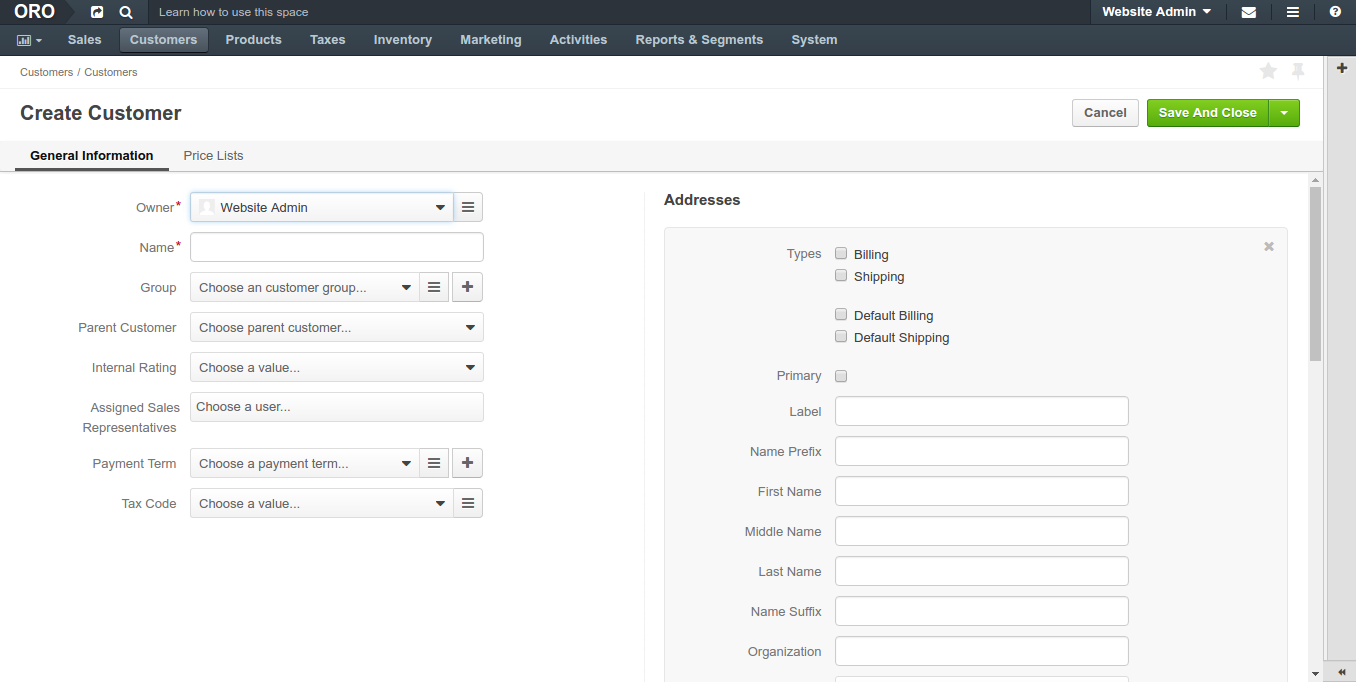 ORO Learn how to use this space Website Admin
Sales Customers Products Taxes Inventory Marketing Activities Reports & Segments System
Customers / Customers
Create Customer
Cancel Save And Close
General Information Price Lists
Owner* Website Admin
Name*
Group Choose an customer group...
Parent Customer Choose parent customer...
Internal Rating Choose a value...
Assigned Sales Choose a user...
Representatives
Payment Term Choose a payment term...
Tax Code Choose a value...
Addresses
Types Billing
Shipping
Default Billing
Default Shipping
Primary
Label
Name Prefix
First Name
Middle Name
Last Name
Name Suffix
Organization